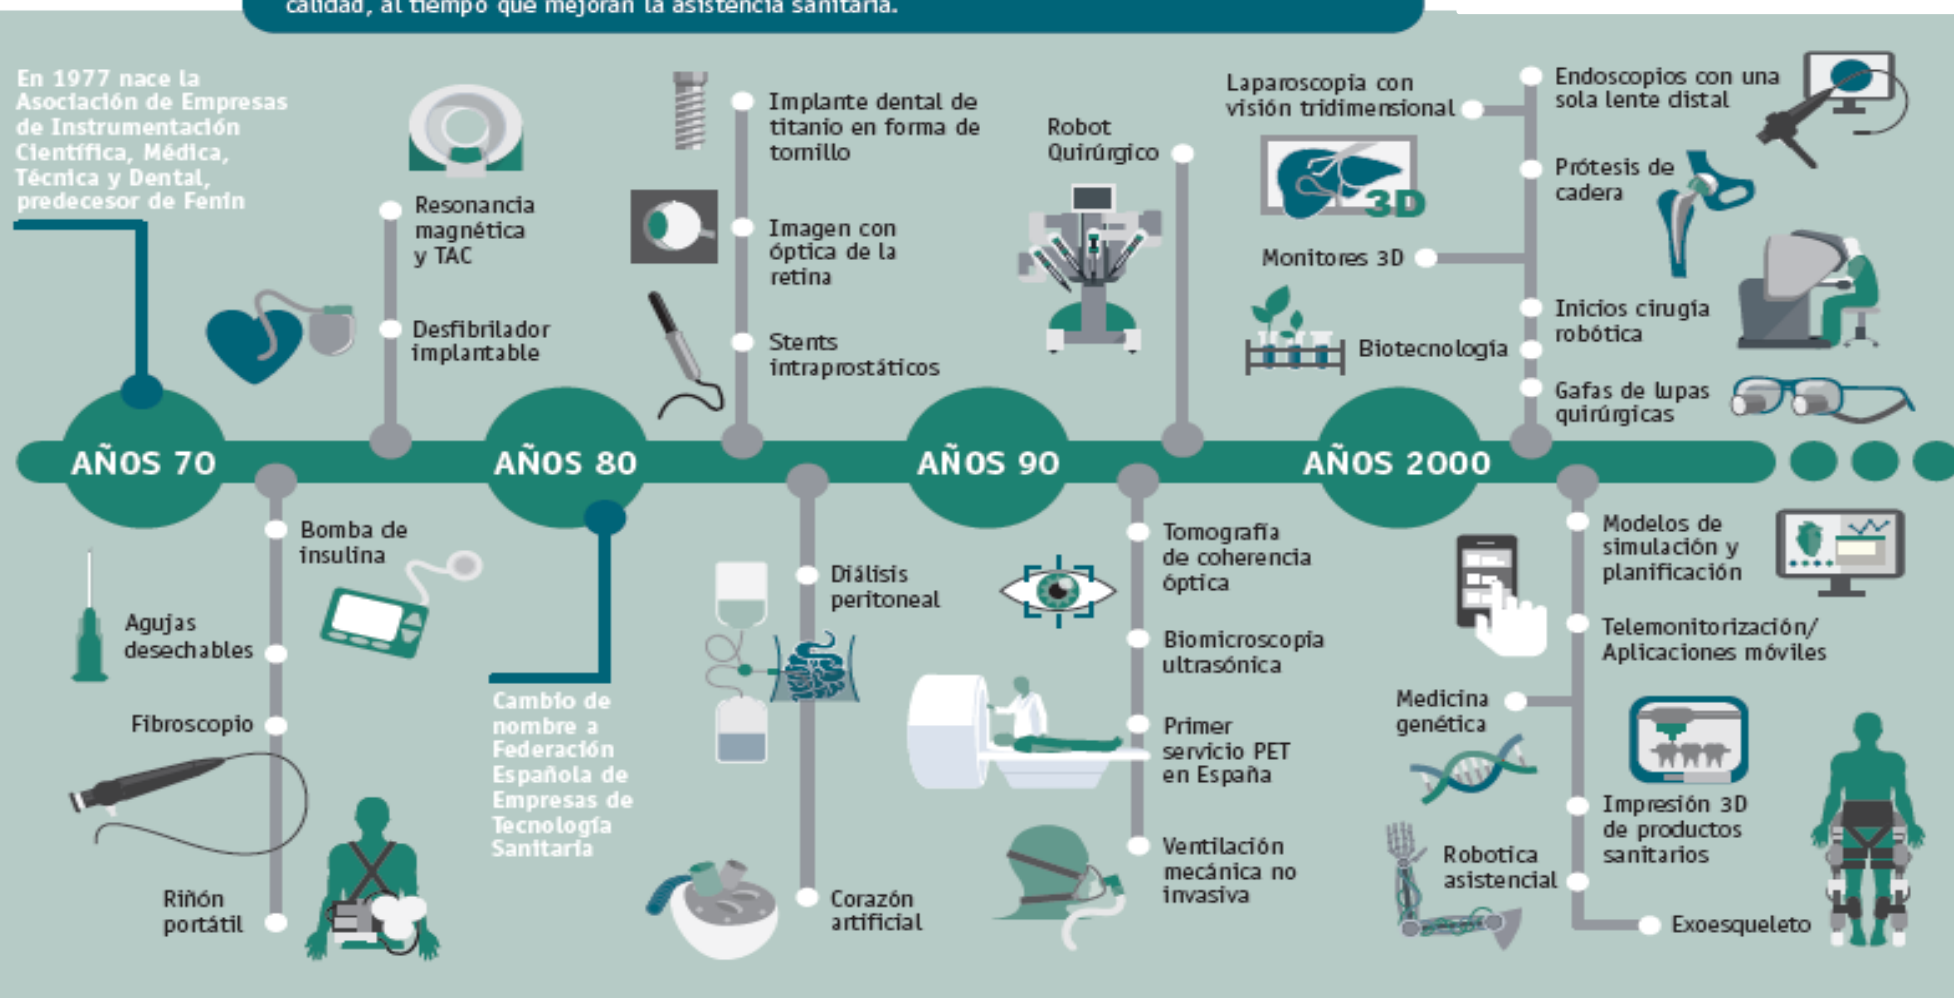 calidad, al tiempo que mejoran la asistencia sanitaria.
En 1977 nace la
Asociación de Empresas
de Instrumentación
Científica, Médica,
Técnica y Dental,
predecesor de Fenin
Resonancia
magnética
y TAC
Desfibrilador
implantable
Implante dental de
titanio en forma de
tornillo
Imagen con
óptica de la
retina
Stents
intraprostáticos
Robot
Quirúrgico
Laparoscopia con
visión tridimensional
3D
Monitores 3D
Biotecnología
Endoscopios con una
sola lente distal
Prótesis de
cadera
Inicios cirugía
robótica
Gafas de lupas
quirúrgicas
AÑOS 70
AÑOS 80
AÑOS 90
AÑOS 2000
Bomba de
insulina
Agujas
desechables
Fibroscopio
Riñón
portátil
Cambio de
nombre a
Federación
Española de
Empresas de
Tecnología
Sanitaria
Diálisis
peritoneal
Corazón
artificial
Tomografía
de coherencia
óptica
Biomicroscopia
ultrasónica
Primer
servicio PET
en España
Ventilación
mecánica no
invasiva
Modelos de
simulación y
planificación
Telemonitorización/
Aplicaciones móviles
Medicina
genética
Impresión 3D
de productos
sanitarios
Robotica
asistencial
Exoesqueleto